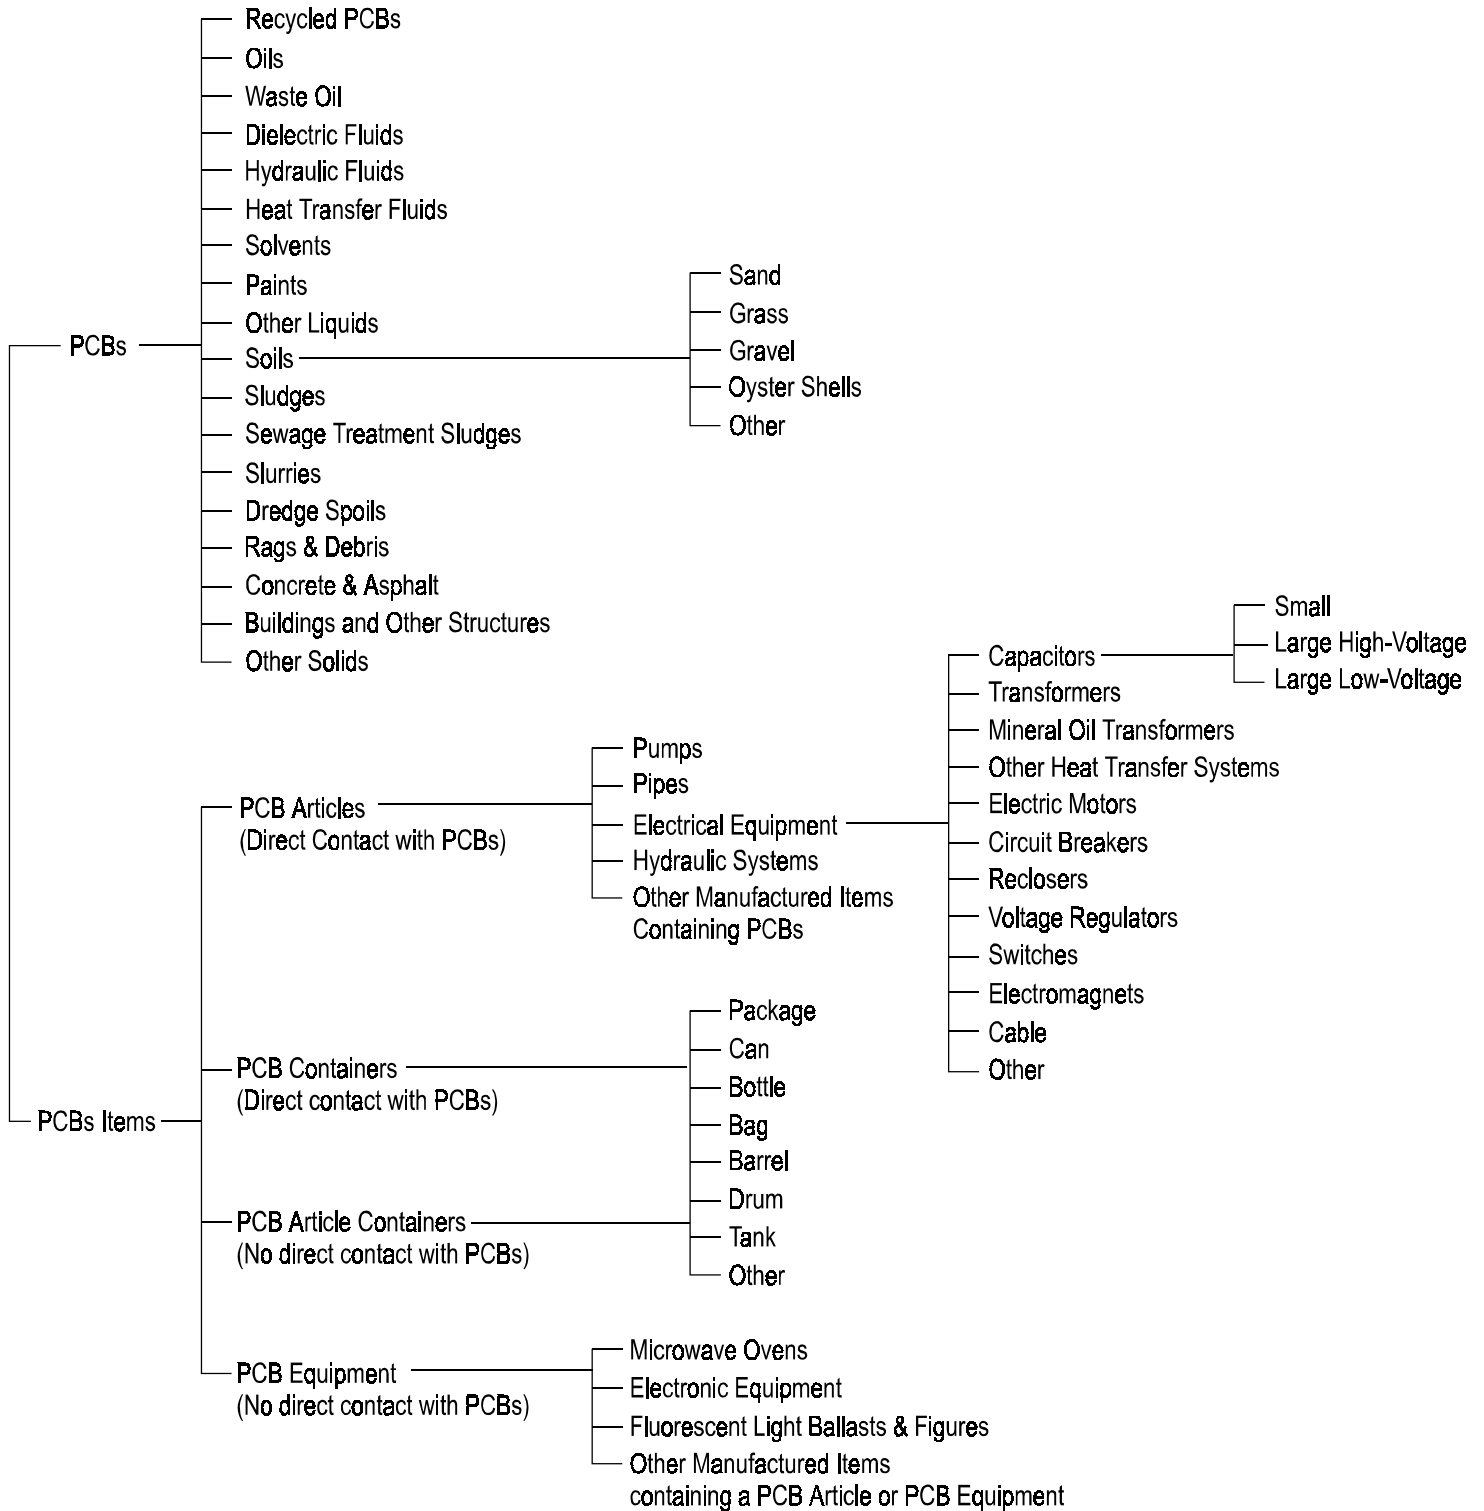 Recycled PCBs
Oils
Waste Oil
Dielectric Fluids
Hydraulic Fluids
Heat Transfer Fluids
Solvents
Paints
Other Liquids
PCBs
Soils
Sludges
Sewage Treatment Sludges
Slurries
Dredge Spoils
Rags & Debris
Concrete & Asphalt
Buildings and Other Structures
Other Solids
Sand
Grass
Gravel
Oyster Shells
Other
PCBs Items
PCB Articles
(Direct Contact with PCBs)
Pumps
Pipes
Electrical Equipment
Hydraulic Systems
Other Manufactured Items
Containing PCBs
Capacitors
Transformers
Mineral Oil Transformers
Other Heat Transfer Systems
Electric Motors
Circuit Breakers
Reclosers
Voltage Regulators
Switches
Electromagnets
Cable
Other
Small
Large High-Voltage
Large Low-Voltage
PCB Containers
(Direct contact with PCBs)
PCB Article Containers
(No direct contact with PCBs)
Package
Can
Bottle
Bag
Barrel
Drum
Tank
Other
PCB Equipment
(No direct contact with PCBs)
Microwave Ovens
Electronic Equipment
Fluorescent Light Ballasts & Figures
Other Manufactured Items
containing a PCB Article or PCB Equipment